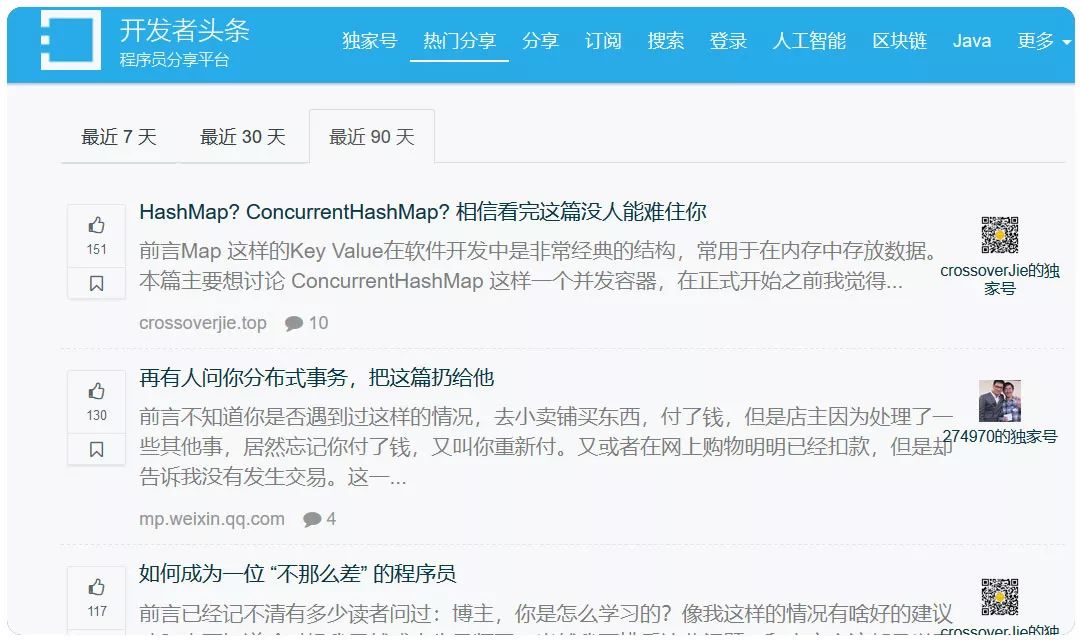 开发者头条
程序员分享平台
独家号 热门分享 分享 订阅 搜索 登录 人工智能 区块链 Java 更多
最近 7 天 最近 30 天 最近 90 天
HashMap? ConcurrentHashMap? 相信看完这篇没人能难住你
151
前言Map 这样的Key Value在软件开发中是非常经典的结构，常用于在内存中存放数据。
本篇主要想讨论 ConcurrentHashMap 这样一个并发容器，在正式开始之前我觉得...
crossoverjie.top 10
crossoverJie的独
家号
再有人问你分布式事务，把这篇扔给他
130
前言不知道你是否遇到过这样的情况，去小卖铺买东西，付了钱，但是店主因为处理了一
些其他事，居然忘记你付了钱，又叫你重新付。又或者在网上购物明明已经扣款，但是却
告诉我没有发生交易。这一...
mp.weixin.qq.com 4
274970的独家号
如何成为一位 “不那么差” 的程序员
117
前言已经记不清有多少读者问过：博主，你是怎么学习的？像我这样的情况有啥好的建议
crossoverJie的独